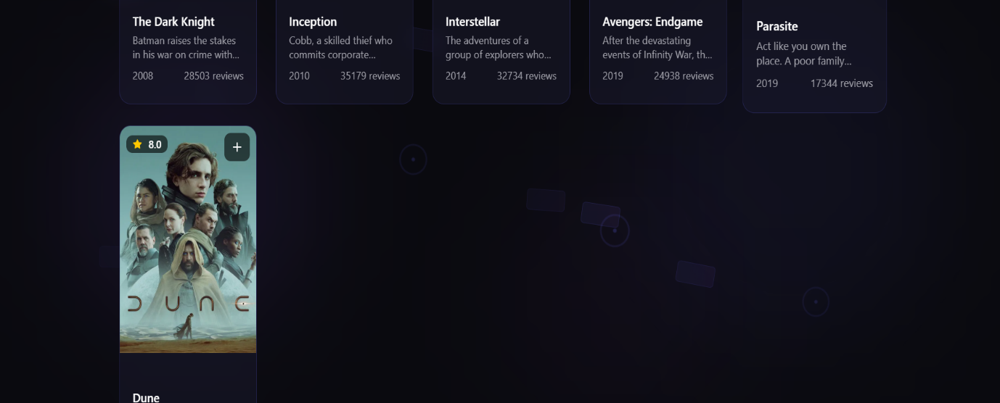 The Dark Knight
Batman raises the stakes
in his war on crime with...
2008 28503 reviews
Inception
Cobb, a skilled thief who
commits corporate...
2010 35179 reviews
Interstellar
The adventures of a
group of explorers who...
2014 32734 reviews
Avengers: Endgame
After the devastating
events of Infinity War, th...
2019 24938 reviews
Parasite
Act like you own the
place. A poor family...
2019 17344 reviews
8.0 +
DUNE
Dune